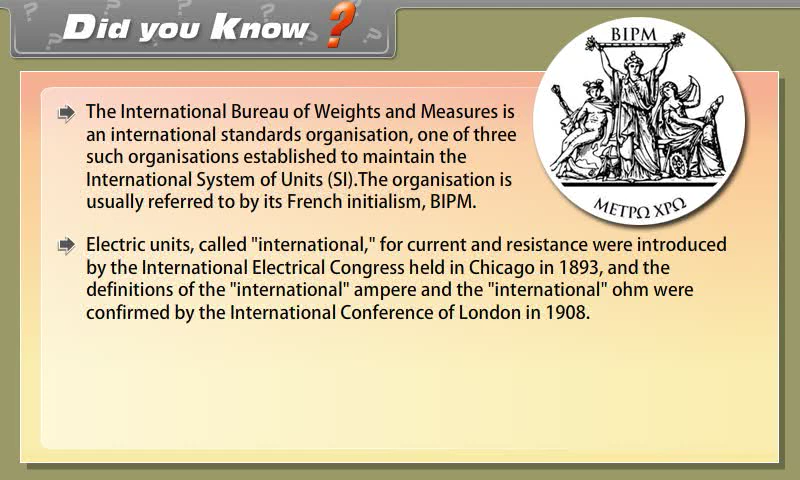 Did you Know ?
BIPM
ΜΕΤΡΩ ΧΡΩ
The International Bureau of Weights and Measures is
an international standards organisation, one of three
such organisations established to maintain the
International System of Units (SI).The organisation is
usually referred to by its French initialism, BIPM.
Electric units, called "international," for current and resistance were introduced
by the International Electrical Congress held in Chicago in 1893, and the
definitions of the "international" ampere and the "international" ohm were
confirmed by the International Conference of London in 1908.